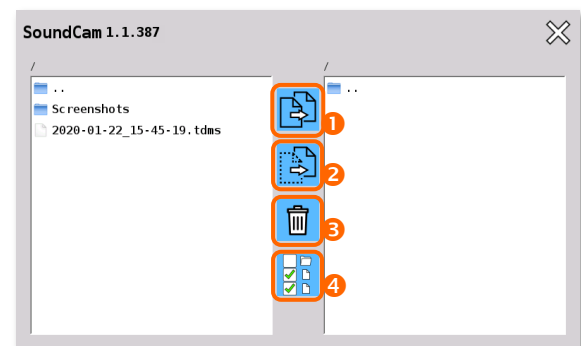 SoundCam 1.1.387
/
/
..
Screenshots
2020-01-22_15-45-19.tdms
..
1
2
3
4